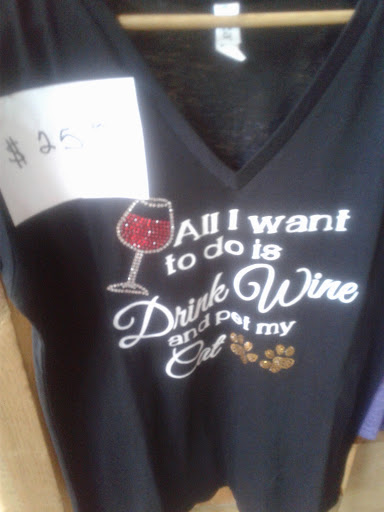 $ 25
All I want
to do is
Drink Wine
and pet my
Cat